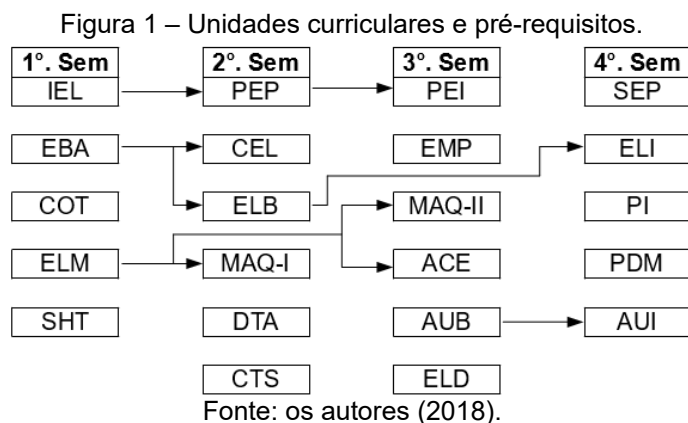 Figura 1 – Unidades curriculares e pré-requisitos.
1°. Sem 2°. Sem 3°. Sem 4°. Sem
IEL PEP PEI SEP
EBA CEL EMP ELI
COT ELB MAQ-II PI
ELM MAQ-I ACE PDM
SHT DTA AUB AUI
CTS ELD
Fonte: os autores (2018).